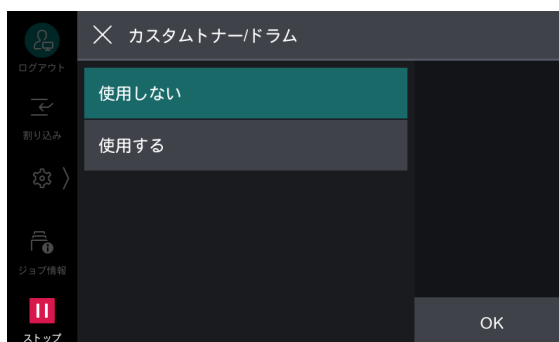 カスタムトナー/ドラム
ログアウト
使用しない
割り込み
使用する
ジョブ情報
ストップ
OK